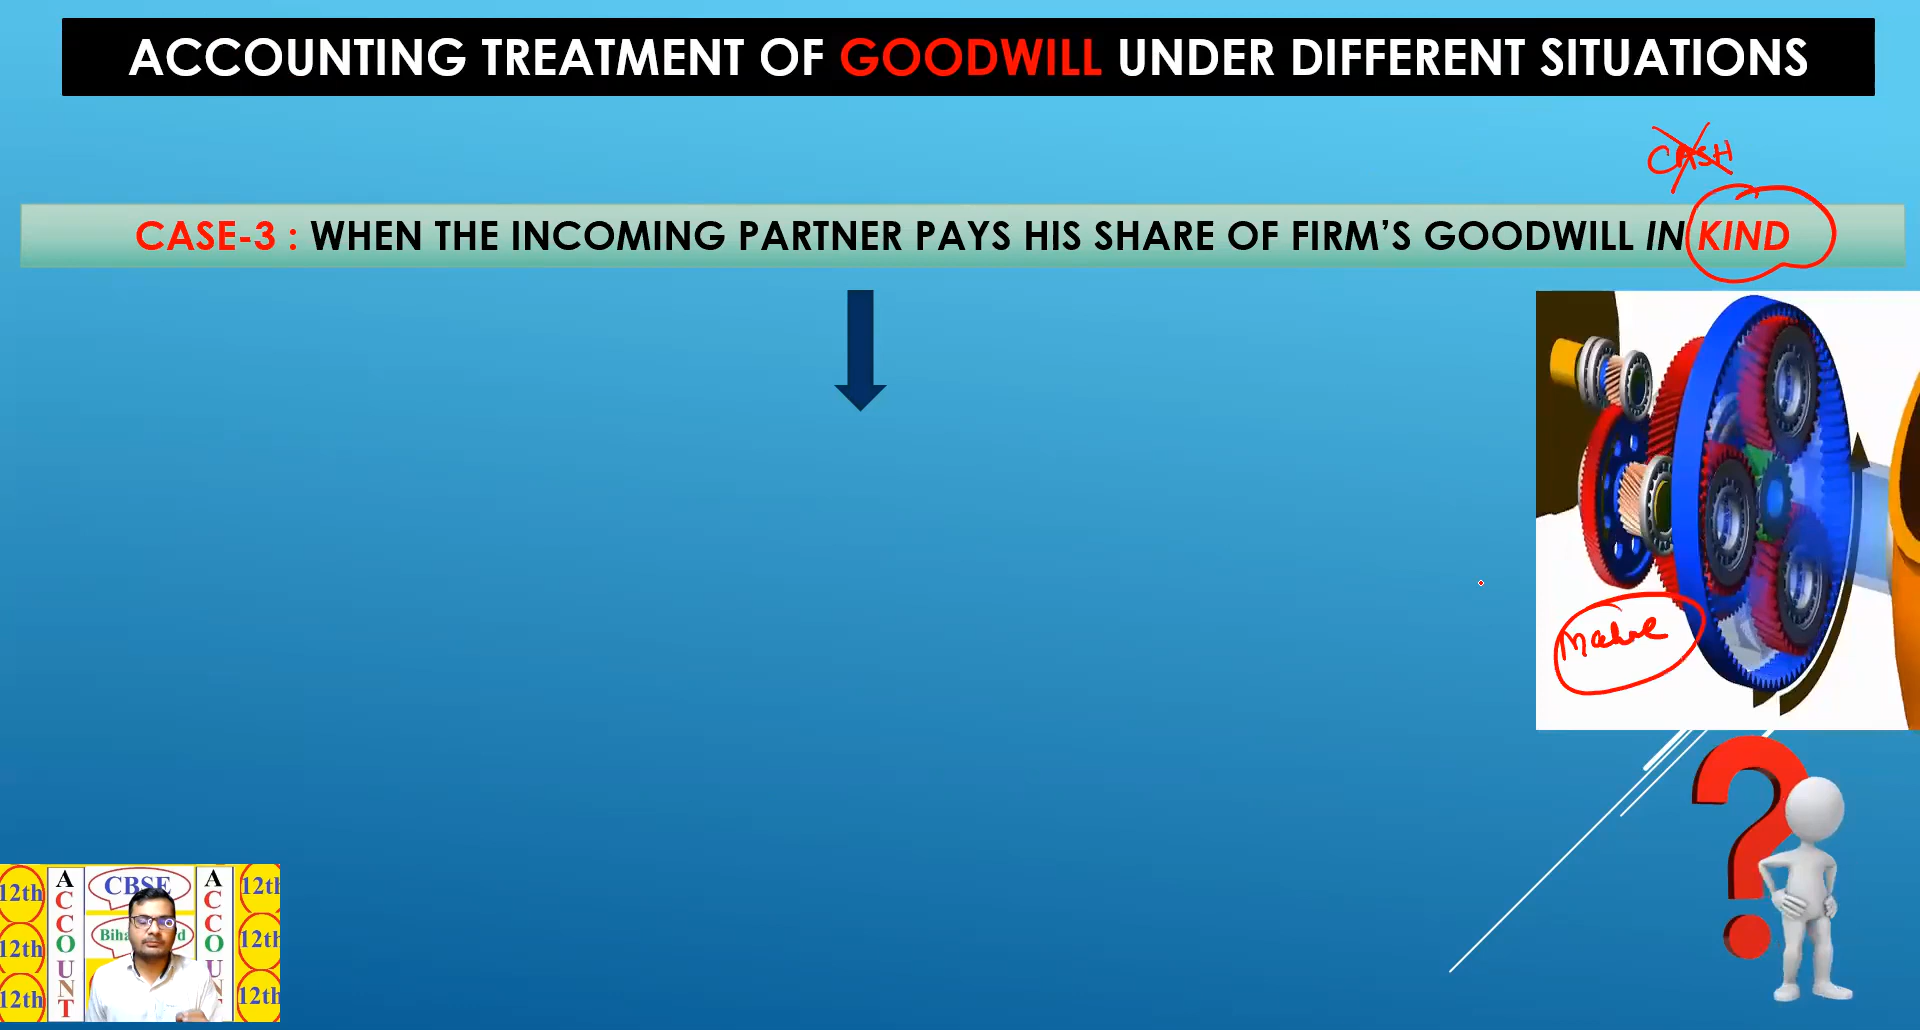 ACCOUNTING TREATMENT OF GOODWILL UNDER DIFFERENT SITUATIONS
CASH
CASE-3 : WHEN THE INCOMING PARTNER PAYS HIS SHARE OF FIRM'S GOODWILL IN KIND
12th
12th
12th
ACCOUNT
CBSE
ACCOUNT
12th
12th
12th